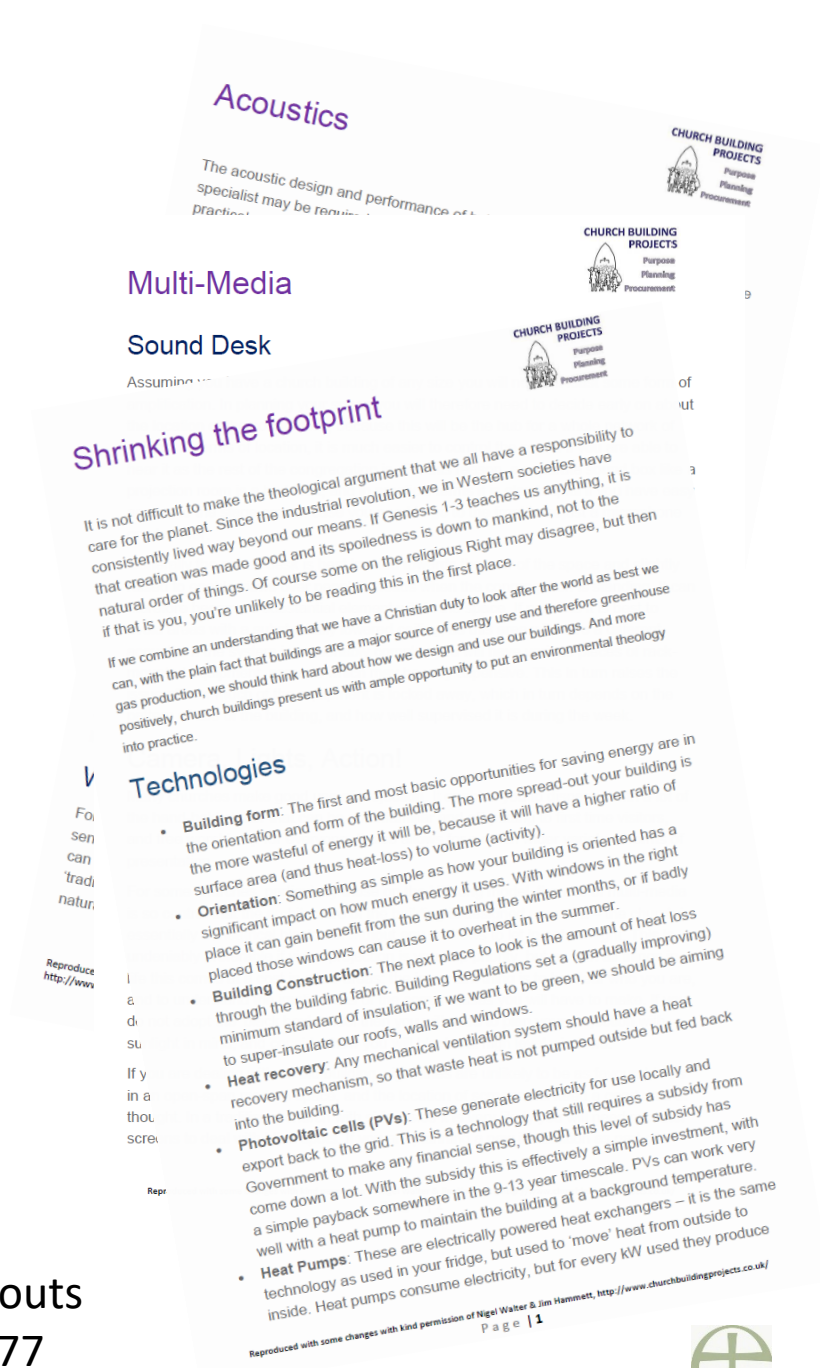 Acoustics
CHURCH BUILDING
PROJECTS
Purpose
Planning
Procurement
The acoustic design and performance of
specialist may be
CHURCH BUILDING
PROJECTS
Purpose
Planning
Procurement
Multi-Media
e
Sound Desk
CHURCH BUILDING
PROJECTS
Purpose
Planning
Procurement
Assuming
of
Shrinking the footprint
It is not difficult to make the theological argument that we all have a responsibility to
care for the planet. Since the industrial revolution, we in Western societies have
consistently lived way beyond our means. If Genesis 1-3 teaches us anything, it is
that creation was made good and its spoiledness is down to mankind, not to the
natural order of things. Of course some on the religious Right may disagree, but then
if that is you, you're unlikely to be reading this in the first place.
If we combine an understanding that we have a Christian duty to look after the world as best we
can, with the plain fact that buildings are a major source of energy use and therefore greenhouse
gas production, we should think hard about how we design and use our buildings. And more
positively, church buildings present us with ample opportunity to put an environmental theology
into practice.
Technologies
• Building form: The first and most basic opportunities for saving energy are in
the orientation and form of the building. The more spread-out your building is
the more wasteful of energy it will be, because it will have a higher ratio of
surface area (and thus heat-loss) to volume (activity).
• Orientation: Something as simple as how your building is oriented has a
significant impact on how much energy it uses. With windows in the right
place it can gain benefit from the sun during the winter months, or if badly
placed those windows can cause it to overheat in the summer.
• Building Construction: The next place to look is the amount of heat loss
through the building fabric. Building Regulations set a (gradually improving)
minimum standard of insulation; if we want to be green, we should be aiming
to super-insulate our roofs, walls and windows.
• Heat recovery: Any mechanical ventilation system should have a heat
recovery mechanism, so that waste heat is not pumped outside but fed back
into the building.
• Photovoltaic cells (PVs): These generate electricity for use locally and
export back to the grid. This is a technology that still requires a subsidy from
Government to make any financial sense, though this level of subsidy has
come down a lot. With the subsidy this is effectively a simple investment, with
a simple payback somewhere in the 9-13 year timescale. PVs can work very
well with a heat pump to maintain the building at a background temperature.
• Heat Pumps: These are electrically powered heat exchangers – it is the same
technology as used in your fridge, but used to 'move' heat from outside to
inside. Heat pumps consume electricity, but for every kW used they produce
Reproduced with some changes with kind permission of Nigel Walter & Jim Hammett, http://www.churchbuildingprojects.co.uk/
Page | 1
Fo
sen
can
'tradi
natur
Reproduce
http://www
If y
in a
thou
scre
Repr
outs
77